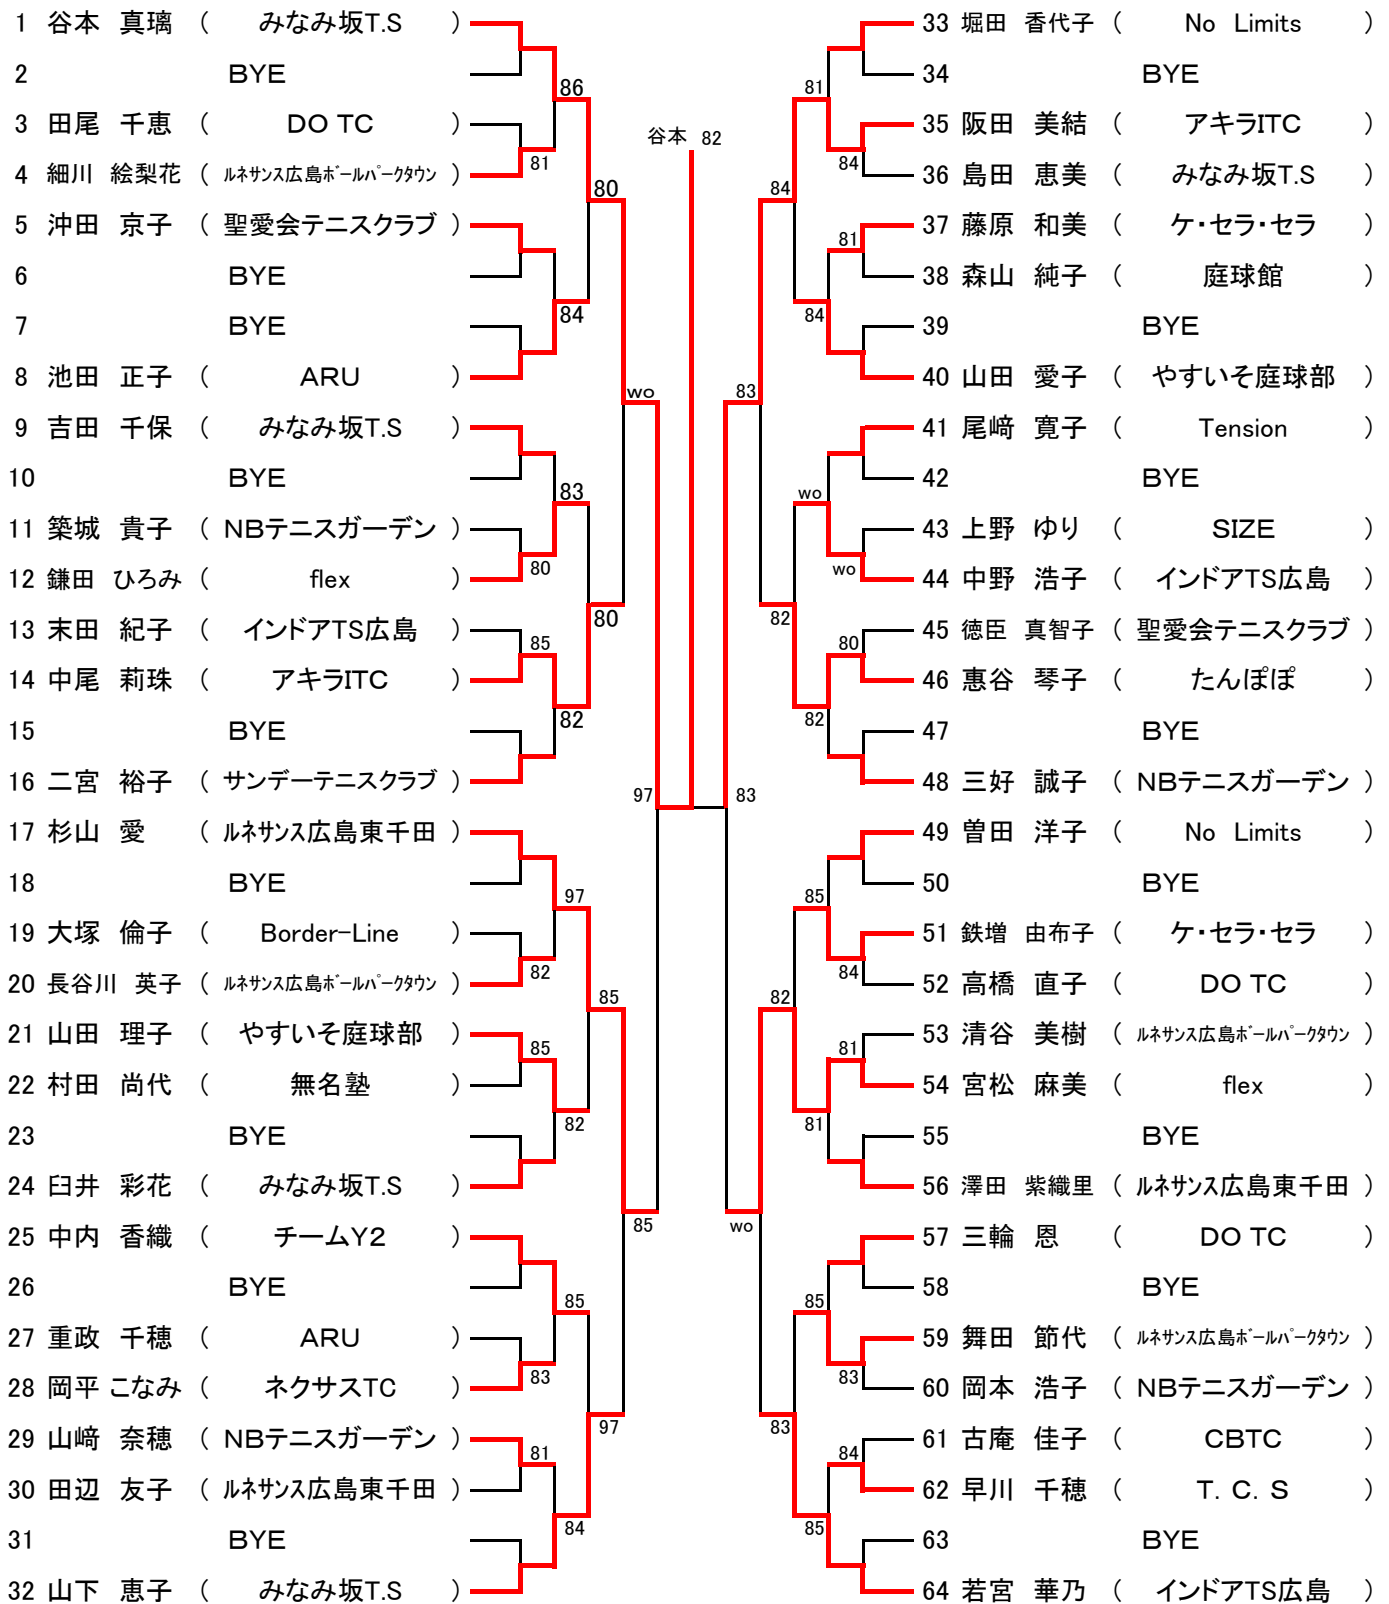 1 谷本 真璃 ( みなみ坂T.S )
2 BYE
3 田尾 千恵 ( DO TC )
4 細川 絵梨花 ( ルネサンス広島ボールパークタウン )
5 沖田 京子 ( 聖愛会テニスクラブ )
6 BYE
7 BYE
8 池田 正子 ( ARU )
9 吉田 千保 ( みなみ坂T.S )
10 BYE
11 築城 貴子 ( NBテニスガーデン )
12 鎌田 ひろみ ( flex )
13 末田 紀子 ( インドアTS広島 )
14 中尾 莉珠 ( アキラITC )
15 BYE
16 二宮 裕子 ( サンデーテニスクラブ )
17 杉山 愛 ( ルネサンス広島東千田 )
18 BYE
19 大塚 倫子 ( Border-Line )
20 長谷川 英子 ( ルネサンス広島ボールパークタウン )
21 山田 理子 ( やすいそ庭球部 )
22 村田 尚代 ( 無名塾 )
23 BYE
24 臼井 彩花 ( みなみ坂T.S )
25 中内 香織 ( チームY2 )
26 BYE
27 重政 千穂 ( ARU )
28 岡平 こなみ ( ネクサスTC )
29 山﨑 奈穂 ( NBテニスガーデン )
30 田辺 友子 ( ルネサンス広島東千田 )
31 BYE
32 山下 恵子 ( みなみ坂T.S )
86
81
80
84
wo
83
80
80
85
82
97
97
82
85
85
82
85
85
83
97
81
84
谷本 82
81
84
84
81
84
83
wo
wo
82
80
82
83
85
84
82
81
81
wo
85
83
83
84
85
33 堀田 香代子 ( No Limits )
34 BYE
35 阪田 美結 ( アキラITC )
36 島田 恵美 ( みなみ坂T.S )
37 藤原 和美 ( ケ・セラ・セラ )
38 森山 純子 ( 庭球館 )
39 BYE
40 山田 愛子 ( やすいそ庭球部 )
41 尾﨑 寛子 ( Tension )
42 BYE
43 上野 ゆり ( SIZE )
44 中野 浩子 ( インドアTS広島 )
45 徳臣 真智子 ( 聖愛会テニスクラブ )
46 惠谷 琴子 ( たんぽぽ )
47 BYE
48 三好 誠子 ( NBテニスガーデン )
49 曽田 洋子 ( No Limits )
50 BYE
51 鉄増 由布子 ( ケ・セラ・セラ )
52 高橋 直子 ( DO TC )
53 清谷 美樹 ( ルネサンス広島ボールパークタウン )
54 宮松 麻美 ( flex )
55 BYE
56 澤田 紫織里 ( ルネサンス広島東千田 )
57 三輪 恩 ( DO TC )
58 BYE
59 舞田 節代 ( ルネサンス広島ボールパークタウン )
60 岡本 浩子 ( NBテニスガーデン )
61 古庵 佳子 ( CBTC )
62 早川 千穂 ( T. C. S )
63 BYE
64 若宮 華乃 ( インドアTS広島 )